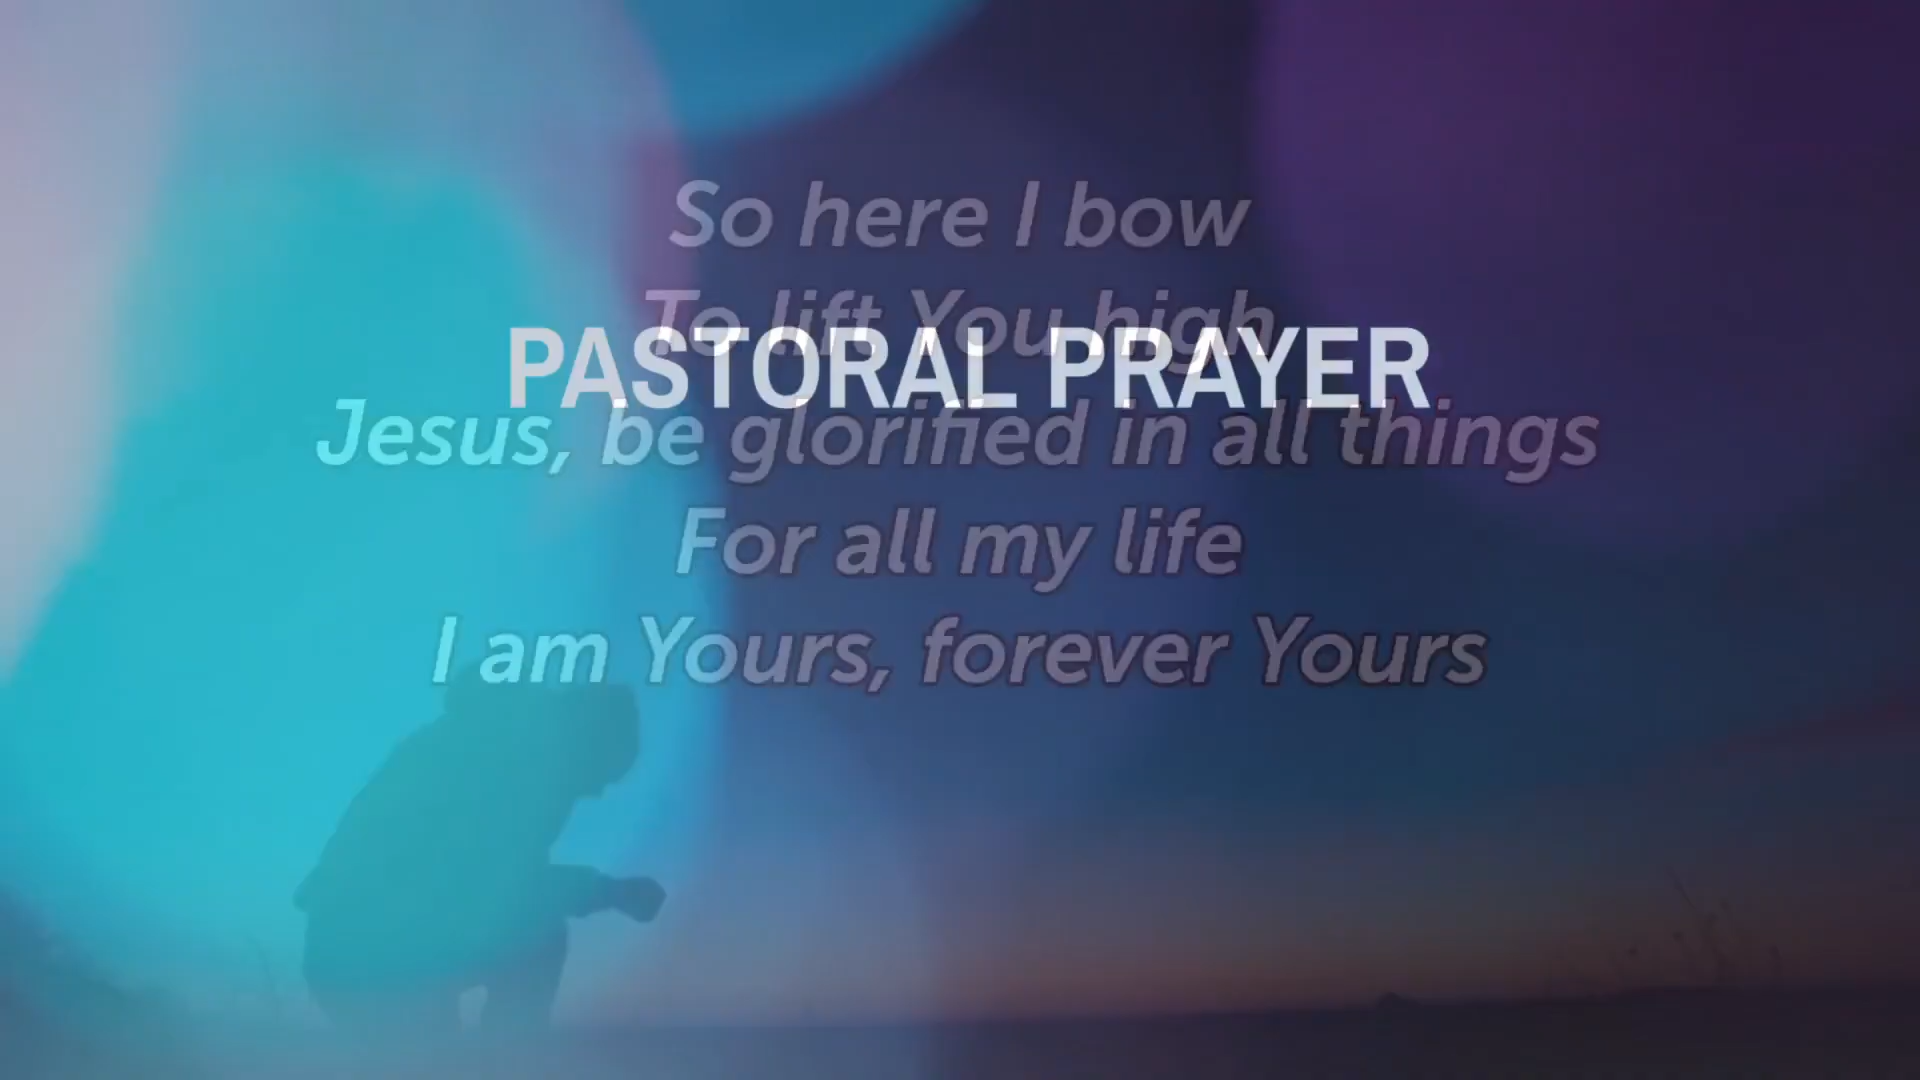 So here I bow
To lift You high
PASTORAL PRAYER
Jesus, be glorified in all things
For all my life
I am Yours, forever Yours